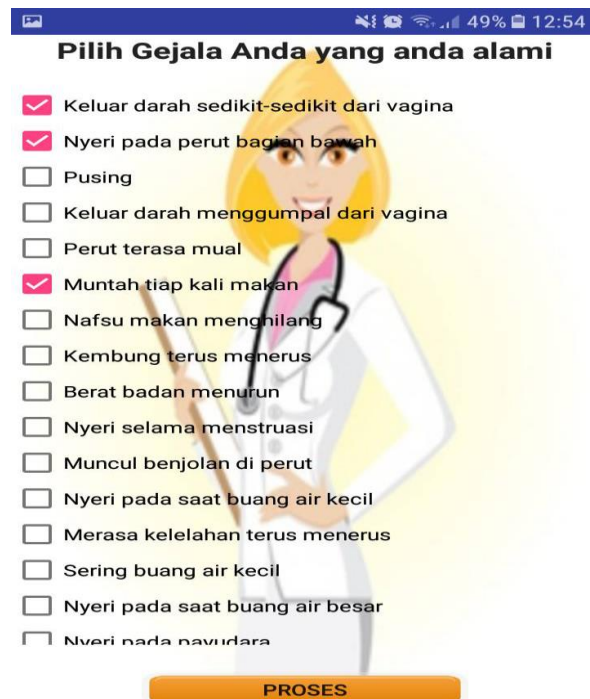 49% 12:54
Pilih Gejala Anda yang anda alami
Keluar darah sedikit-sedikit dari vagina
Nyeri pada perut bagian bawah
Pusing
Keluar darah menggumpal dari vagina
Perut terasa mual
Muntah tiap kali makan
Nafsu makan menghilang
Kembung terus menerus
Berat badan menurun
Nyeri selama menstruasi
Muncul benjolan di perut
Nyeri pada saat buang air kecil
Merasa kelelahan terus menerus
Sering buang air kecil
Nyeri pada saat buang air besar
Nyeri pada payudara
PROSES